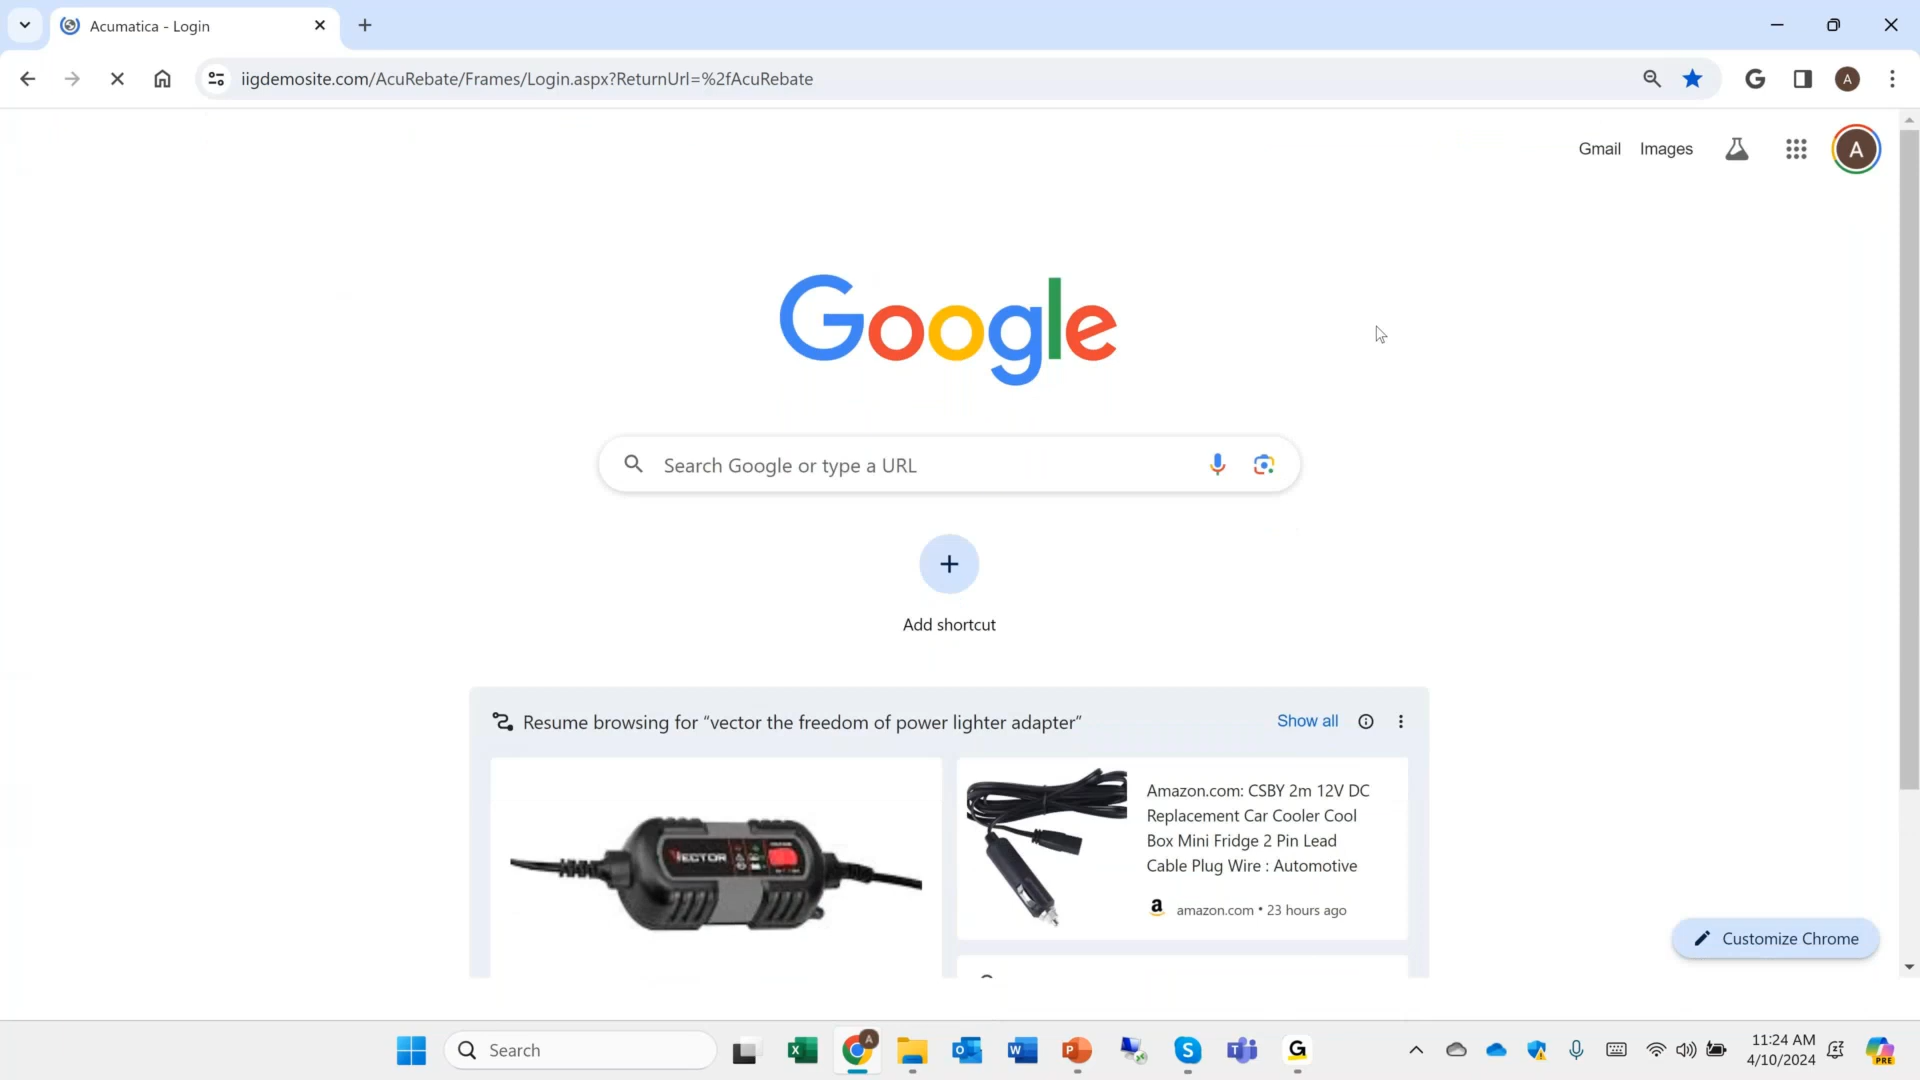 Acumatica - Login
iigdemosite.com/AcuRebate/Frames/Login.aspx?ReturnUrl=%2fAcuRebate
A
Gmail
Images
A
Google
Search Google or type a URL
Add shortcut
Resume browsing for “vector the freedom of power lighter adapter”
Show all
VECTOR
Amazon.com: CSBY 2m 12V DC
Replacement Car Cooler Cool
Box Mini Fridge 2 Pin Lead
Cable Plug Wire : Automotive
amazon.com • 23 hours ago
Customize Chrome
Search
11:24 AM
4/10/2024
PRE